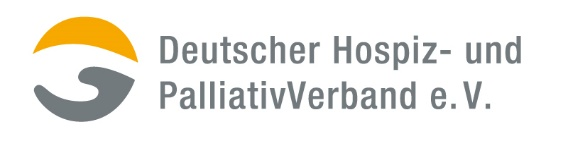 Deutscher Hospiz- und
PalliativVerband e. V.